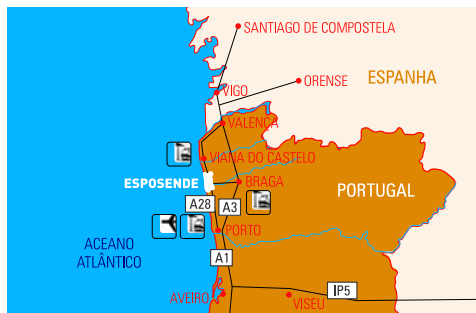 SANTIAGO DE COMPOSTELA
ORENSE
ESPANHA
VIGO
VALENÇA
VIANA DO CASTELO
ESPOSENDE
BRAGA
PORTUGAL
A28
A3
PORTO
ACEANO
ATLÂNTICO
A1
IP5
AVEIRO
VISEU